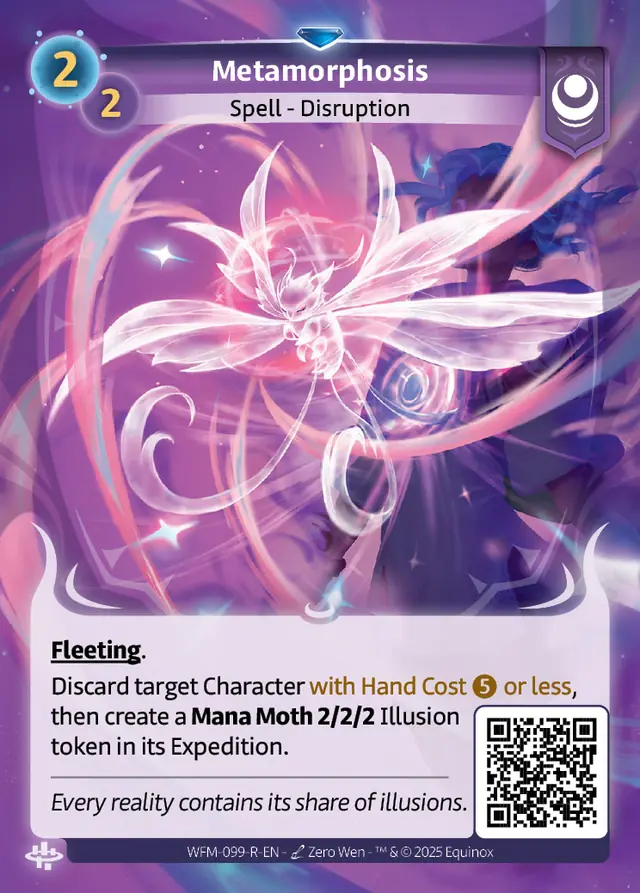 2
2
Metamorphosis
Spell - Disruption
Fleeting.
Discard target Character with Hand Cost 5 or less,
then create a Mana Moth 2/2/2 Illusion
token in its Expedition.
Every reality contains its share of illusions.
WFM-099-R-EN - Zero Wen - ™ & © 2025 Equinox